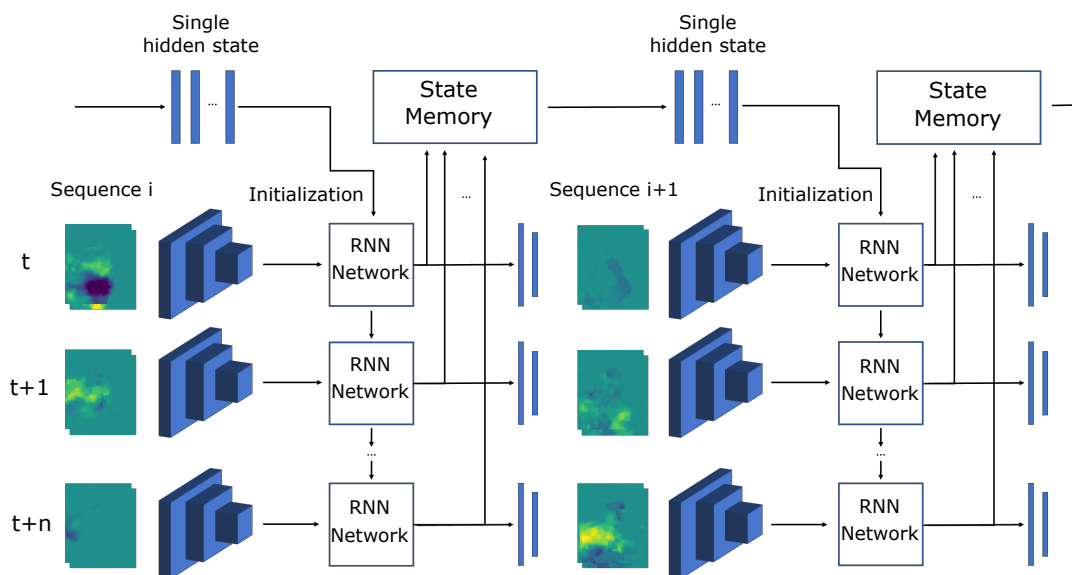 Single
hidden state
...
State
Memory
Single
hidden state
...
State
Memory
Sequence i
Initialization
...
Sequence i+1
Initialization
...
t
RNN
Network
RNN
Network
t+1
RNN
Network
RNN
Network
...
...
t+n
RNN
Network
RNN
Network